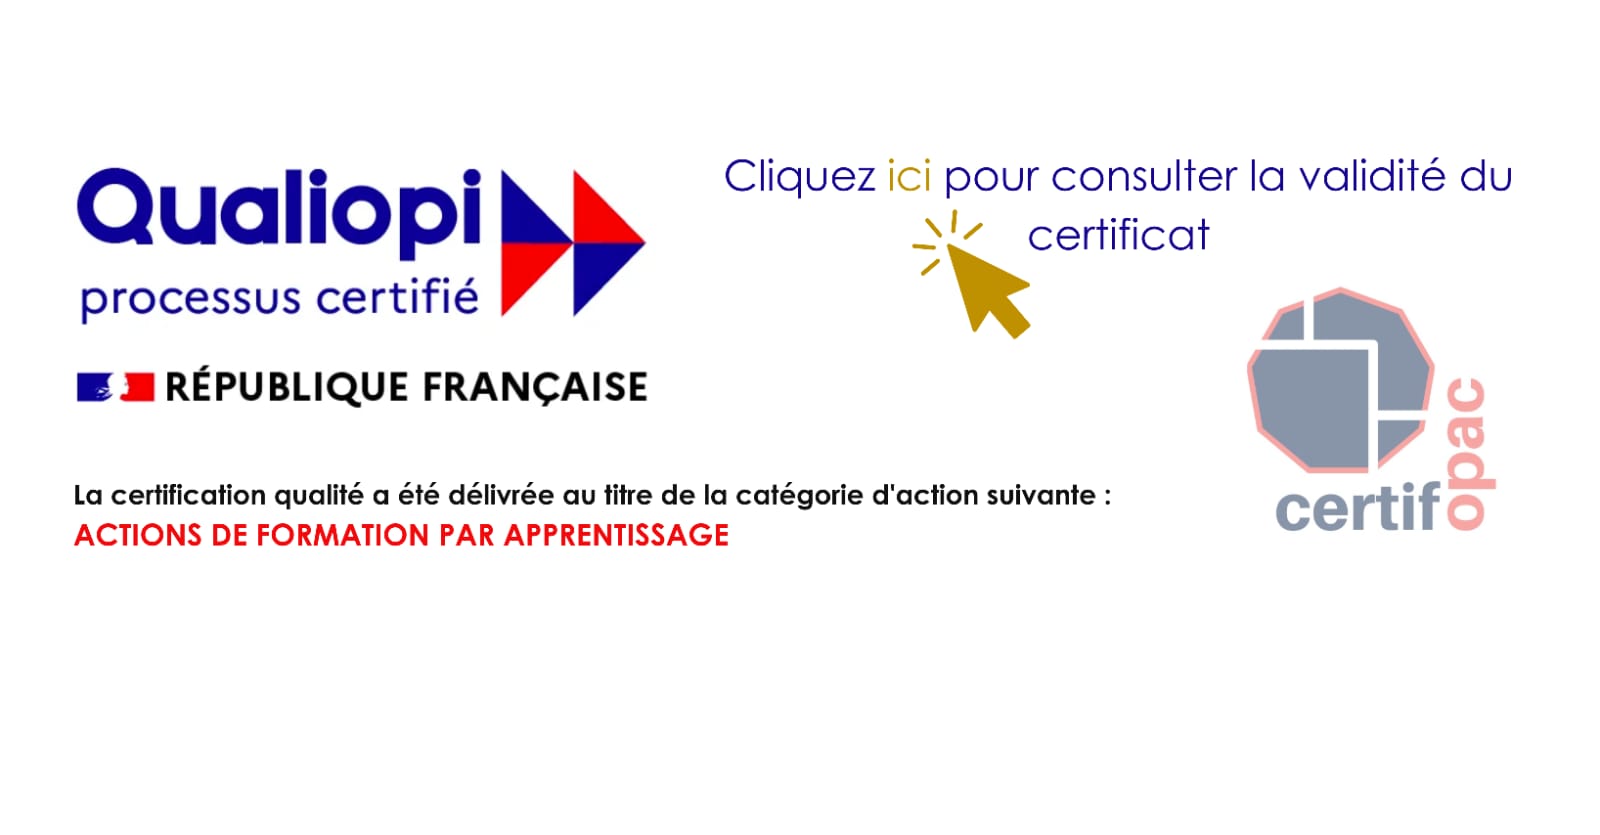 Qualiopi
processus certifié
RÉPUBLIQUE FRANÇAISE
Cliquez ici pour consulter la validité du
certificat
La certification qualité a été délivrée au titre de la catégorie d'action suivante :
ACTIONS DE FORMATION PAR APPRENTISSAGE
certif
opac